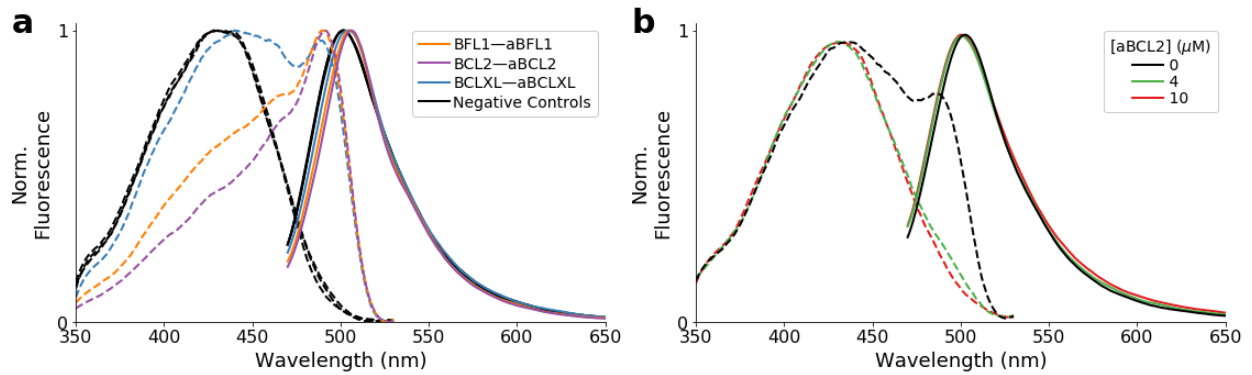 a
1
0
Norm.
Fluorescence
350 400 450 500 550 600 650
Wavelength (nm)
BFL1—aBFL1
BCL2—aBCL2
BCLXL—aBCLXL
Negative Controls
b
1
0
Norm.
Fluorescence
350 400 450 500 550 600 650
Wavelength (nm)
[aBCL2] (μM)
0
4
10